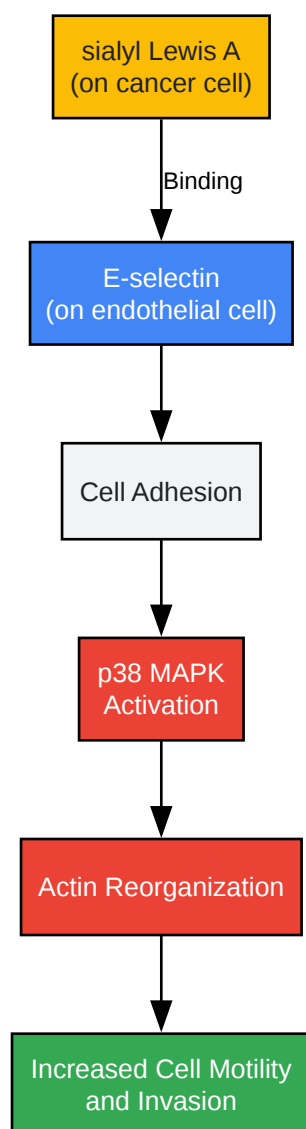 sialyl Lewis A
(on cancer cell)
Binding
E-selectin
(on endothelial cell)
Cell Adhesion
p38 MAPK
Activation
Actin Reorganization
Increased Cell Motility
and Invasion